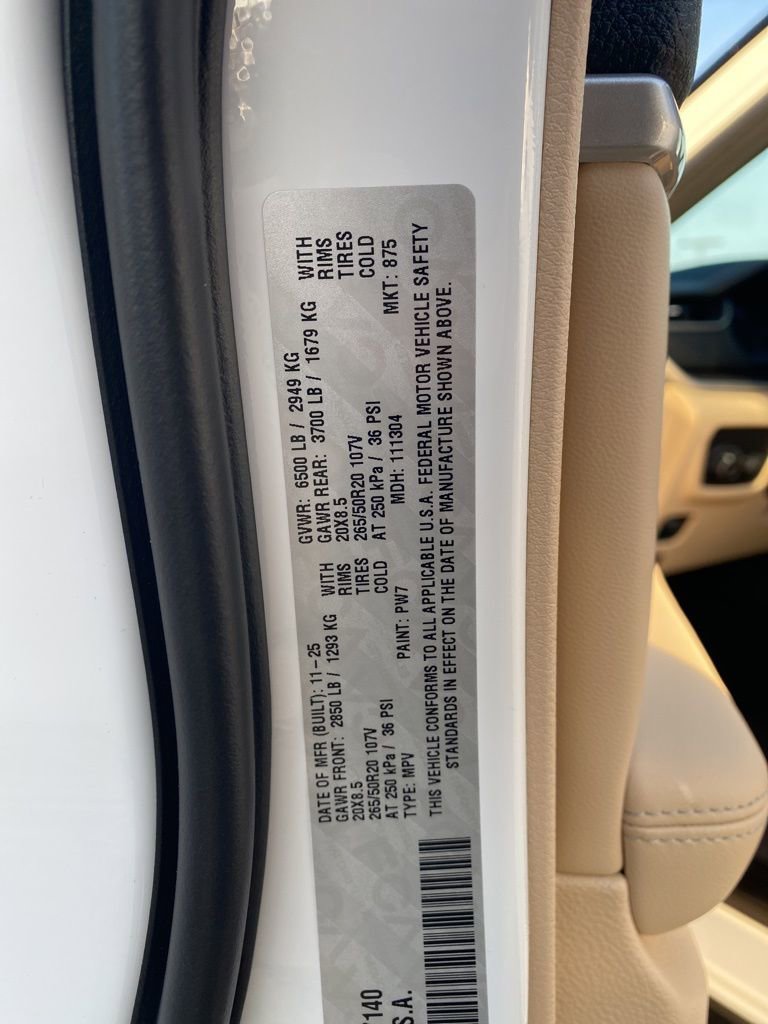 DATE OF MFR (BUILT): 11-25 GVWR: 6500 LB / 2949 KG
GAWR FRONT: 2850 LB / 1293 KG WITH GAWR REAR: 3700 LB / 1679 KG WITH
20X8.5 RIMS 20X8.5 RIMS
265/50R20 107V TIRES 265/50R20 107V TIRES
AT 250 kPa / 36 PSI COLD AT 250 kPa / 36 PSI COLD
TYPE: MPV PAINT: PW7 MDH: 111304 MKT: 875
THIS VEHICLE CONFORMS TO ALL APPLICABLE U.S.A. FEDERAL MOTOR VEHICLE SAFETY
STANDARDS IN EFFECT ON THE DATE OF MANUFACTURE SHOWN ABOVE.
140
S.A.